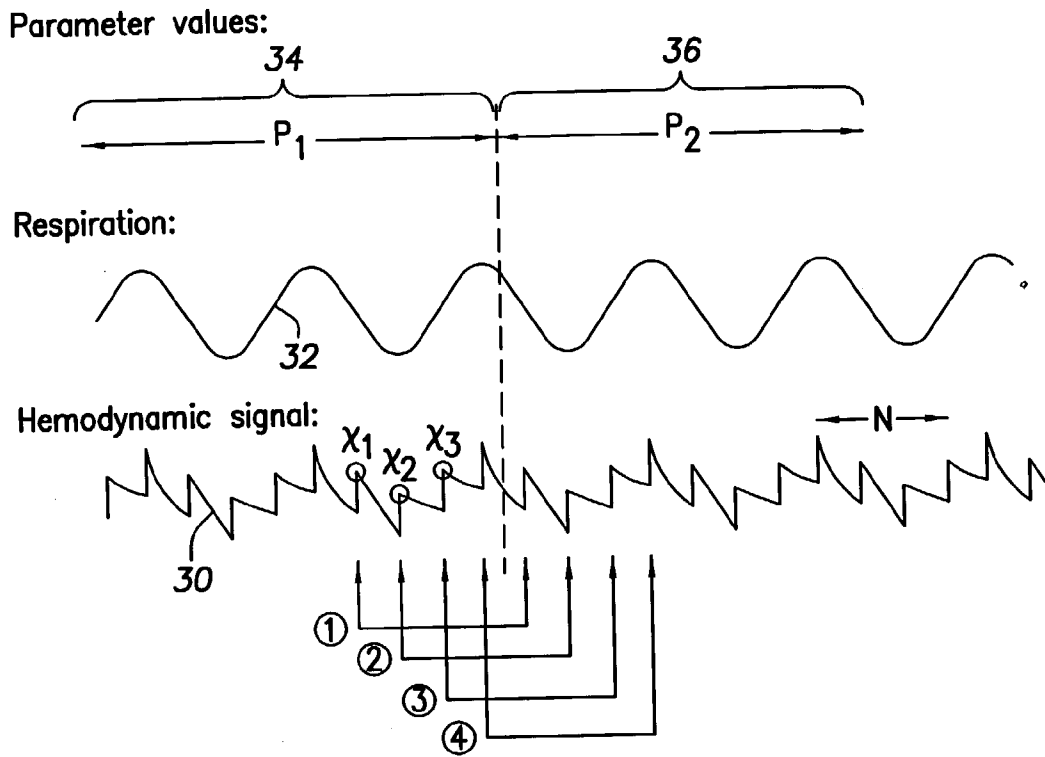 Parameter values:
34 36
P1 P2
Respiration:
32
Hemodynamic signal:
N
χ1 χ2 χ3
30
①
②
③
④